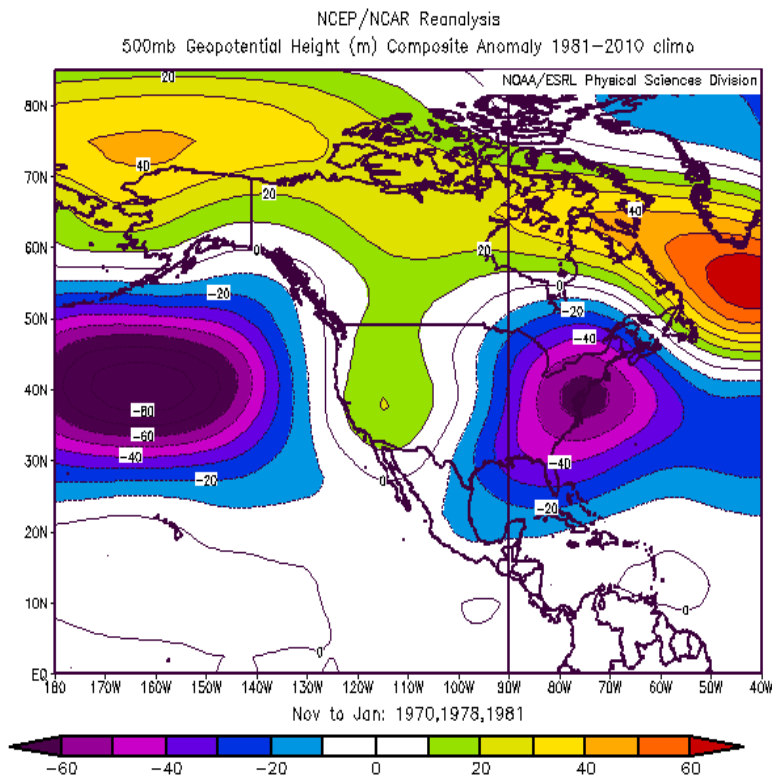 NCEP/NCAR Reanalysis
500mb Geopotential Height (m) Composite Anomaly 1981-2010 climo
NOAA/ESRL Physical Sciences Division
80N
70N
60N
50N
40N
30N
20N
10N
EQ
20
40
20
0
40
20
0
-20
-20
-40
-80
-60
-40
-20
-40
-20
0
0
0
180 170W 160W 150W 140W 130W 120W 110W 100W 90W 80W 70W 60W 50W 40W
Nov to Jan: 1970,1978,1981
-60 -40 -20 0 20 40 60